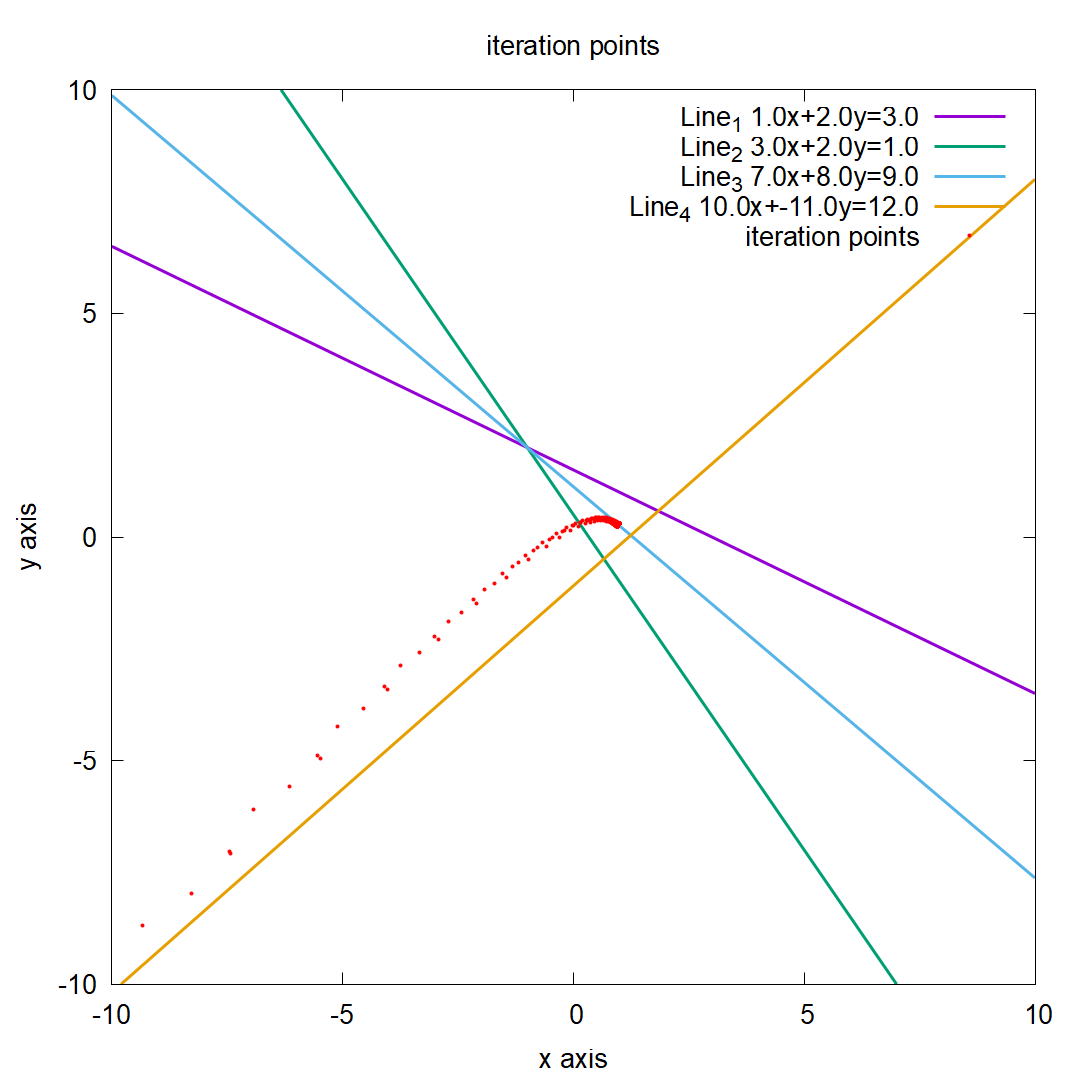 iteration points
Line1 1.0x+2.0y=3.0
Line2 3.0x+2.0y=1.0
Line3 7.0x+8.0y=9.0
Line4 10.0x+-11.0y=12.0
iteration points
10
5
0
-5
-10
y axis
-10 -5 0 5 10
x axis